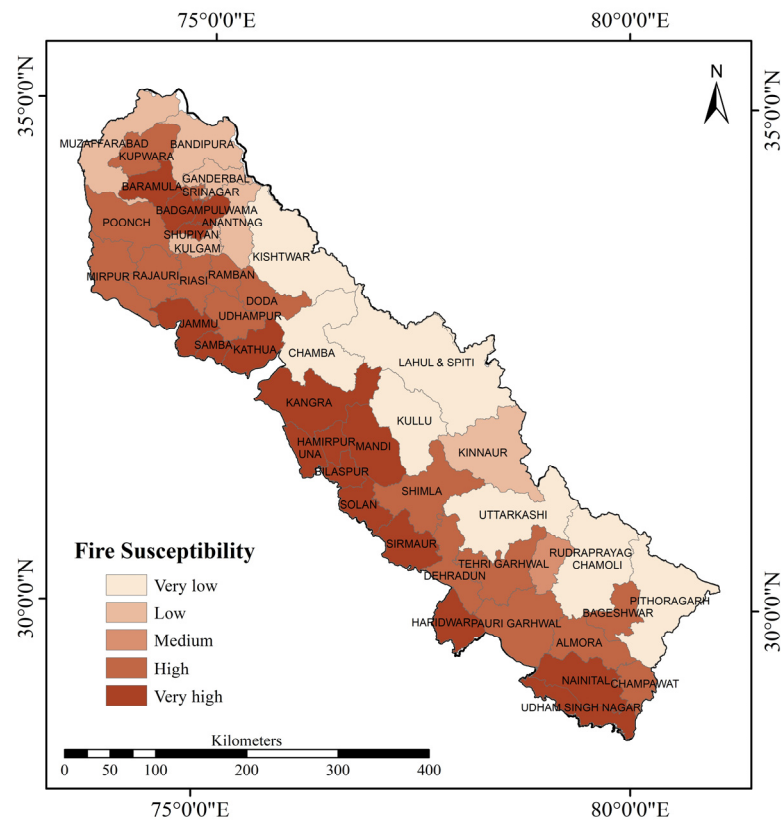 75°0'0"E 80°0'0"E
35°0'0"N
35°0'0"N
N
MUZAFFARABAD
BANDIPURA
KUPWARA
GANDERBAL
BARAMULA
SRINAGAR
BADGAM
PULWAMA
POONCH
ANANTNAG
SHUPIYAN
KULGAM
KISHTWAR
MIRPUR
RAJAURI
RIASI
RAMBAN
DODA
UDHAMPUR
JAMMU
SAMBA
KATHUA
CHAMBA
LAHUL & SPITI
KANGRA
KULLU
HAMIRPUR
MANDI
UNA
KINNAUR
BILASPUR
SHIMLA
SOLAN
UTTARKASHI
SIRMAUR
RUDRAPRAYAG
TEHRI GARHWAL
CHAMOLI
DEHRADUN
PITHORAGARH
BAGESHWAR
HARIDWAR
PAURI GARHWAL
ALMORA
NAINITAL
CHAMPAWAT
UDHAM SINGH NAGAR
Fire Susceptibility
Very low
Low
Medium
High
Very high
30°0'0"N
30°0'0"N
Kilometers
0 50 100 200 300 400
75°0'0"E 80°0'0"E